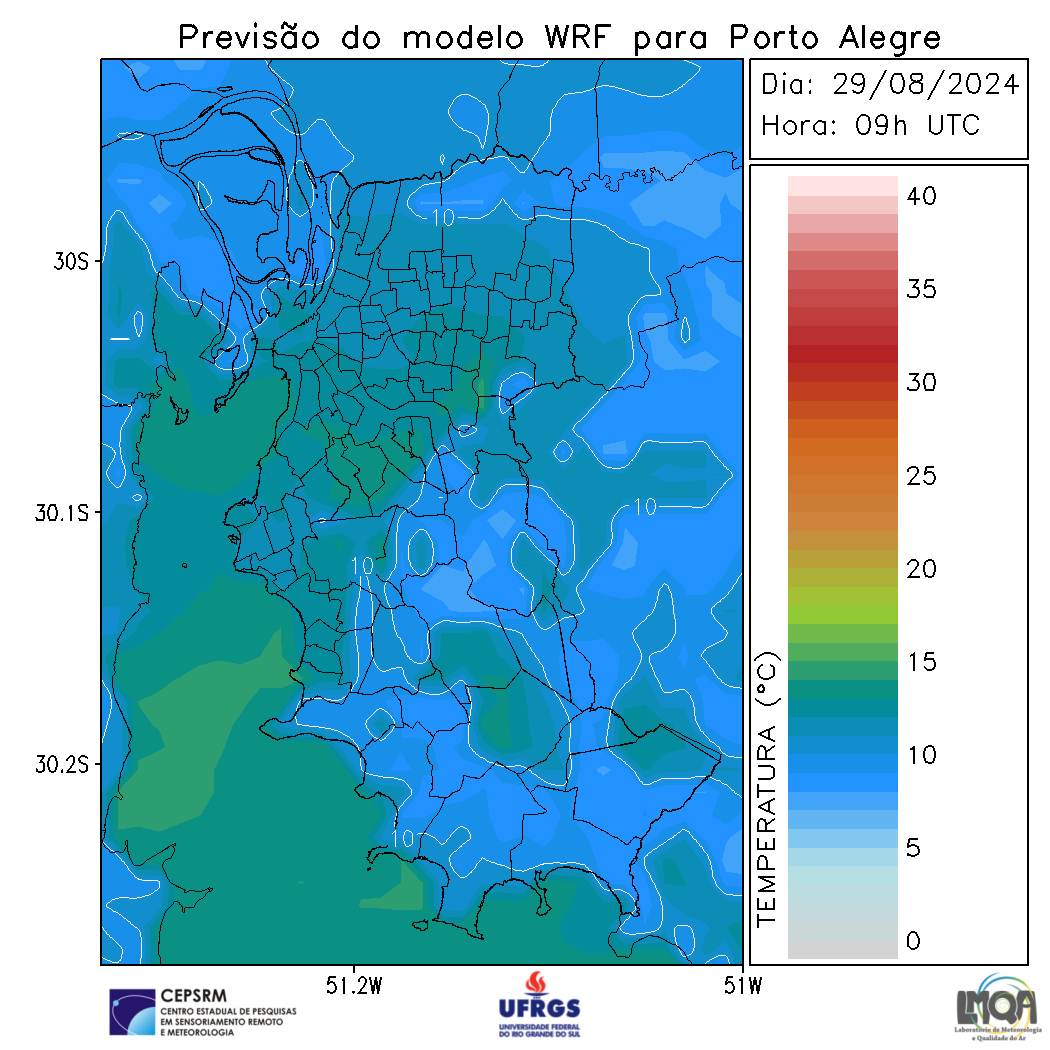 Previsão do modelo WRF para Porto Alegre
Dia: 29/08/2024
Hora: 09h UTC
40
35
30
25
20
15
10
5
0
TEMPERATURA (°C)
30S
30.1S
30.2S
51.2W
51W
10
10
10
10
CEPSRM
CENTRO ESTADUAL DE PESQUISAS
EM SENSORIAMENTO REMOTO
E METEOROLOGIA
UFRGS
UNIVERSIDADE FEDERAL
DO RIO GRANDE DO SUL
LMQA
Laboratório de Meteorologia
e Qualidade do Ar